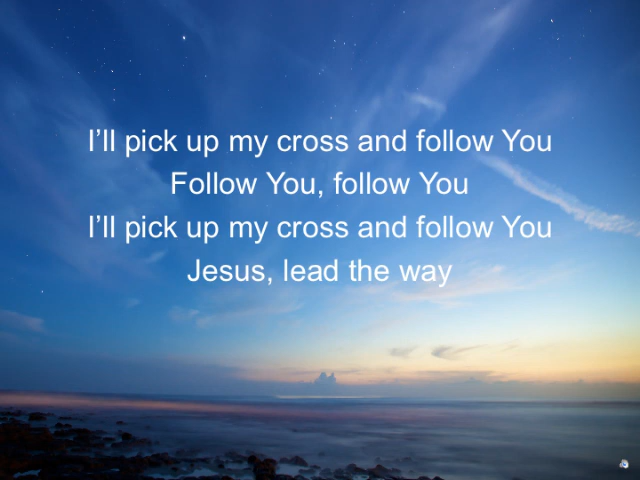 I’ll pick up my cross and follow You
Follow You, follow You
I’ll pick up my cross and follow You
Jesus, lead the way